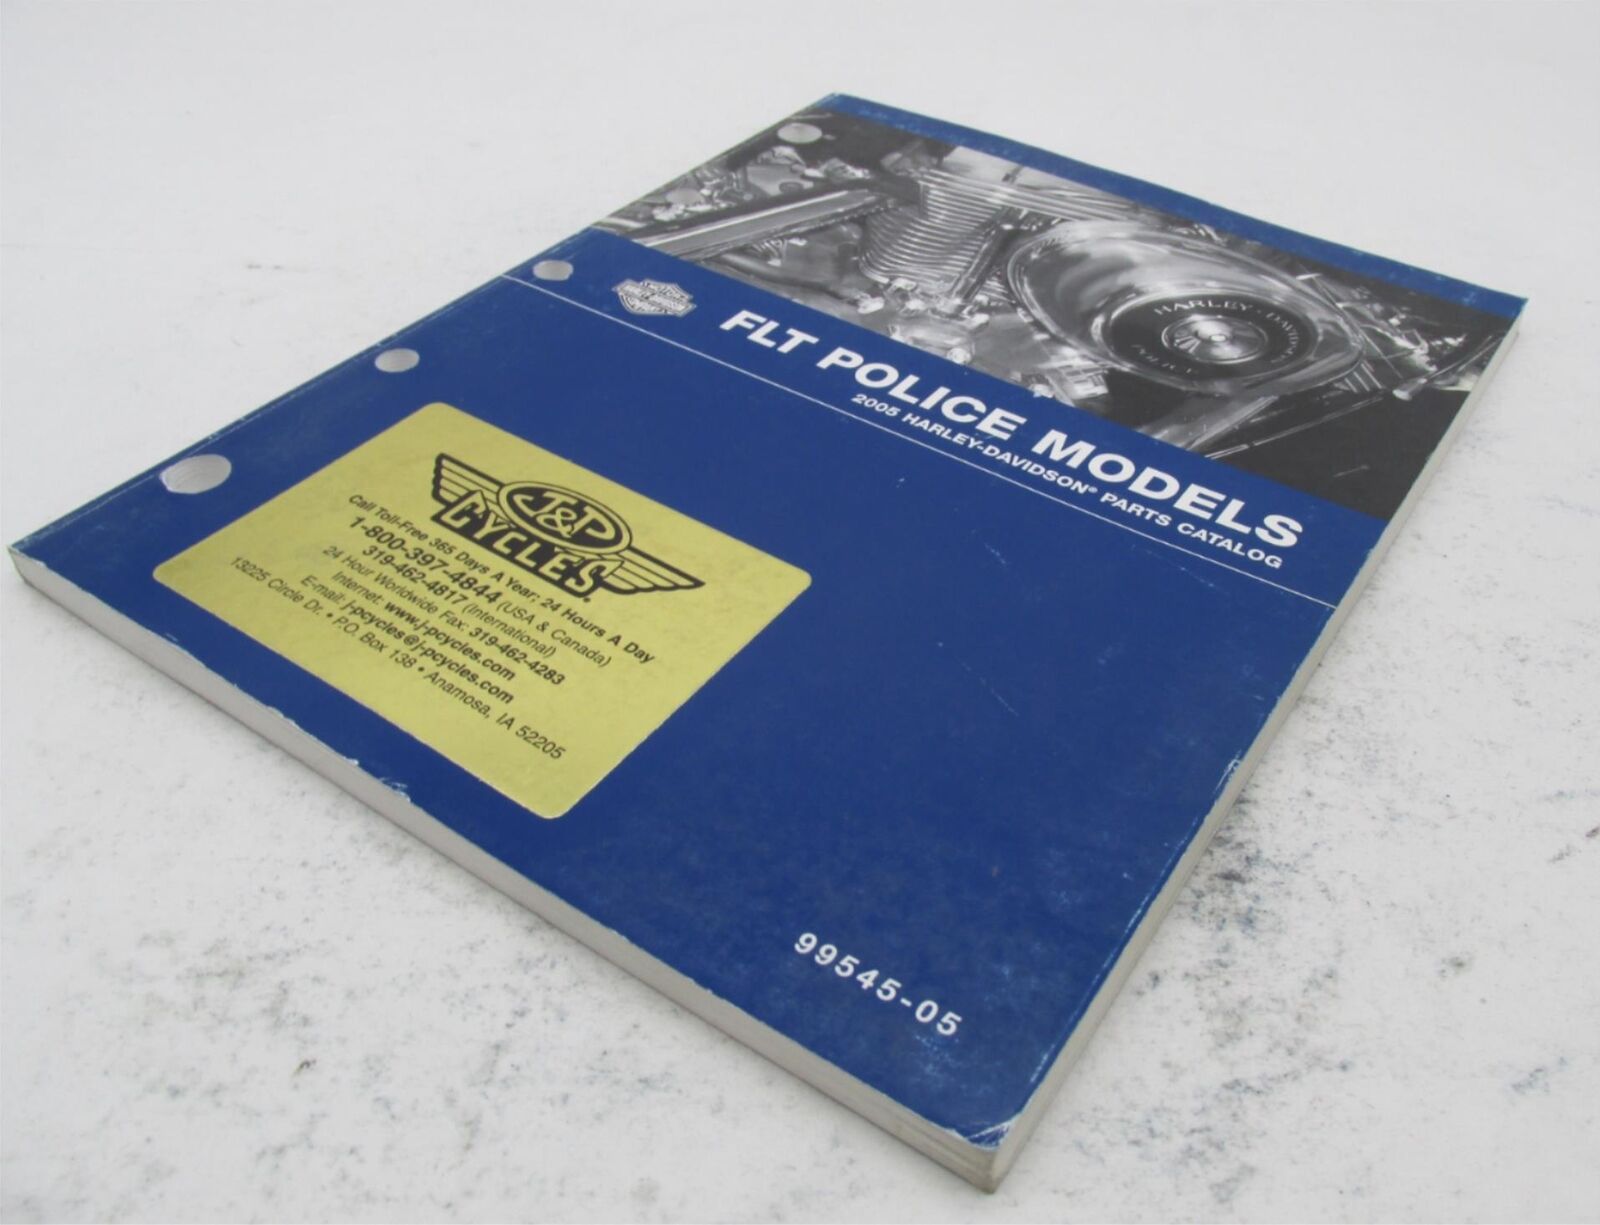 HARLEY-DAVIDSON
FLT POLICE MODELS
2005 HARLEY-DAVIDSON® PARTS CATALOG
J&P
CYCLES.
Call Toll-Free 365 Days A Year; 24 Hours A Day
1-800-397-4844 (USA & Canada)
319-462-4817 (International)
24 Hour Worldwide Fax: 319-462-4283
Internet: www.j-pcycles.com
E-mail: j-pcycles@j-pcycles.com
13225 Circle Dr. • P.O. Box 138 • Anamosa, IA 52205
99545-05